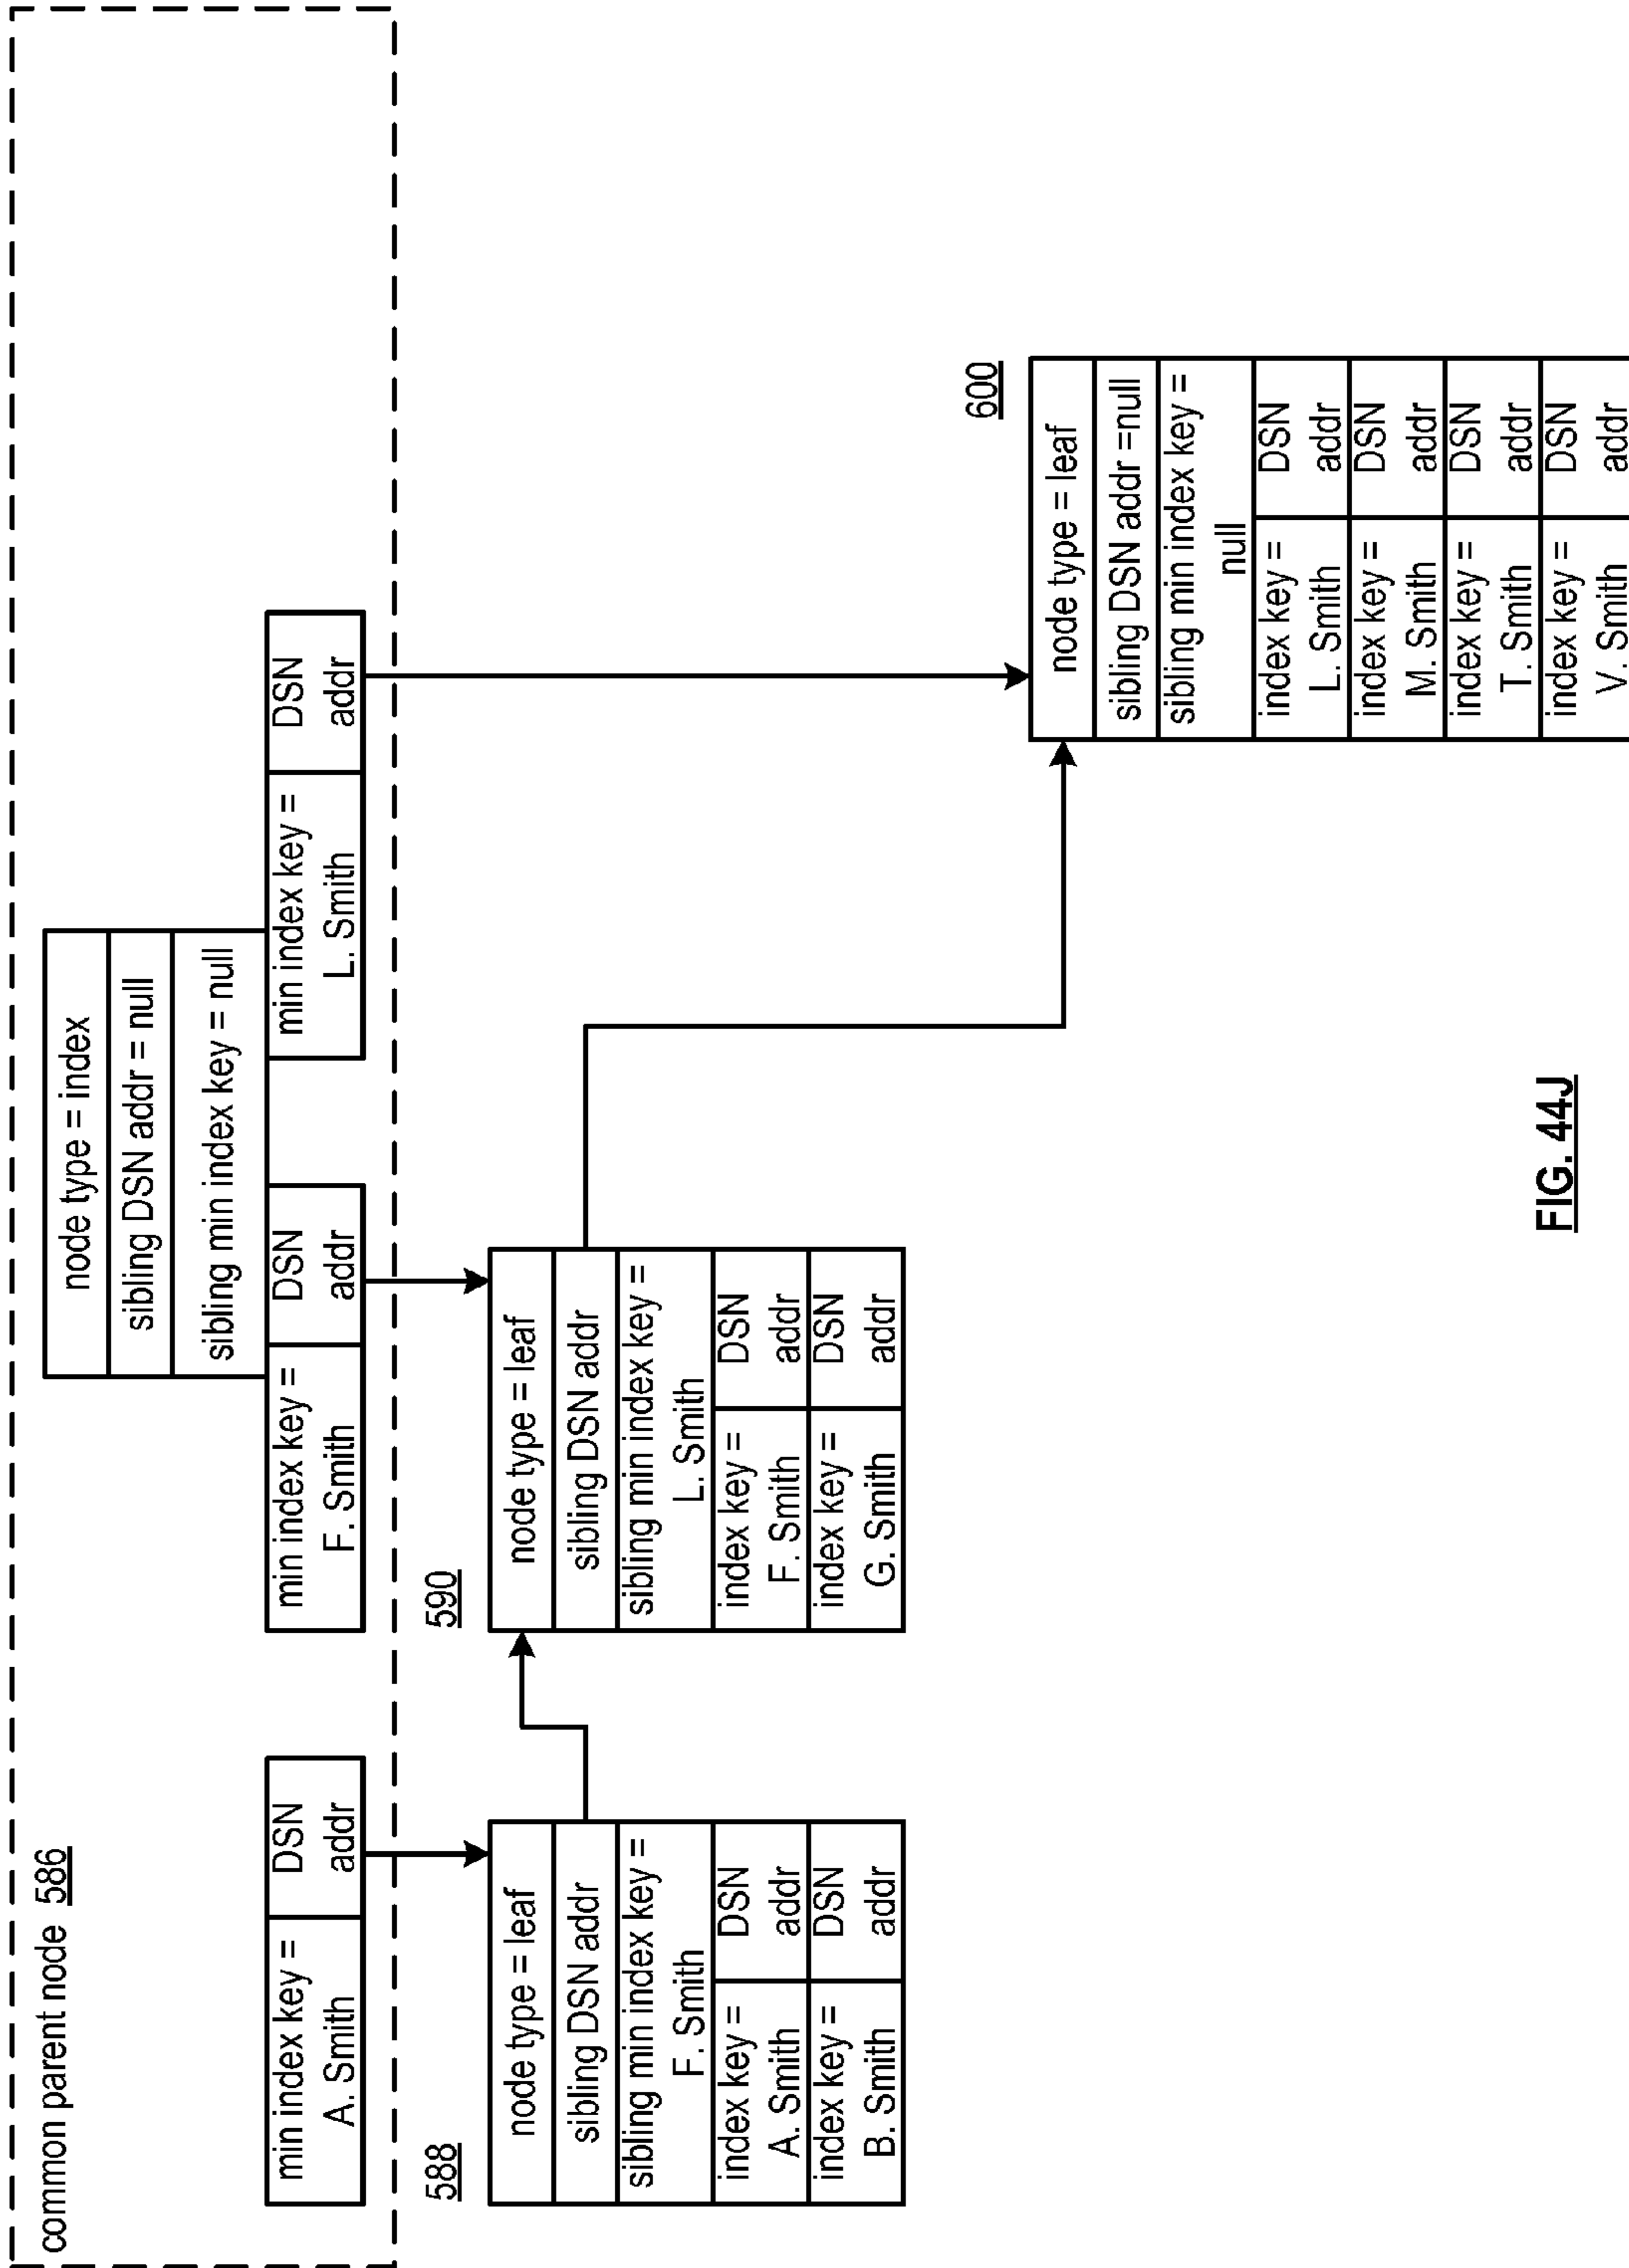 common parent node 586
node type = index
sibling DSN addr = null
sibling min index key = null
min index key =
A. Smith
DSN
addr
min index key =
F. Smith
DSN
addr
min index key =
L. Smith
DSN
addr
588
node type = leaf
sibling DSN addr
sibling min index key =
F. Smith
index key =
A. Smith
DSN
addr
index key =
B. Smith
DSN
addr
590
node type = leaf
sibling DSN addr
sibling min index key =
L. Smith
index key =
F. Smith
DSN
addr
index key =
G. Smith
DSN
addr
600
node type = leaf
sibling DSN addr =null
sibling min index key =
null
index key =
L. Smith
DSN
addr
index key =
M. Smith
DSN
addr
index key =
T. Smith
DSN
addr
index key =
V. Smith
DSN
addr
FIG. 44J